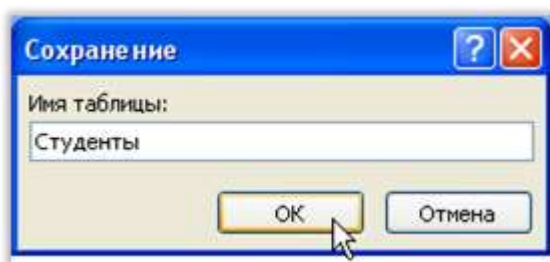 Сохранение
Имя таблицы:
Студенты
ОК
Отмена